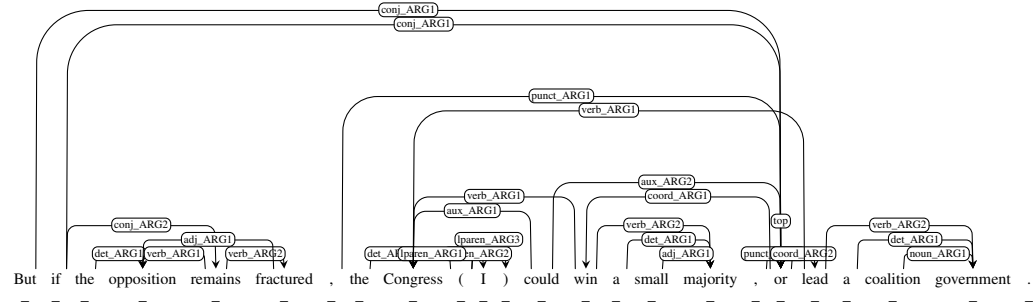 conj_ARG1
conj_ARG1
punct_ARG1
verb_ARG1
aux_ARG2
verb_ARG1 coord_ARG1
aux_ARG1 top
conj_ARG2 verb_ARG2 verb_ARG2
adj_ARG1 lparen_ARG3 det_ARG1 det_ARG1
det_ARG1 verb_ARG1 verb_ARG2 lparen_ARG1 adj_ARG1 coord_ARG2 noun_ARG1
But if the opposition remains fractured , the Congress ( I ) could win a small majority , or lead a coalition government .
_ _ _ _ _ _ _ _ _ _ _ _ _ _ _ _ _ _ _ _ _ _ _ _